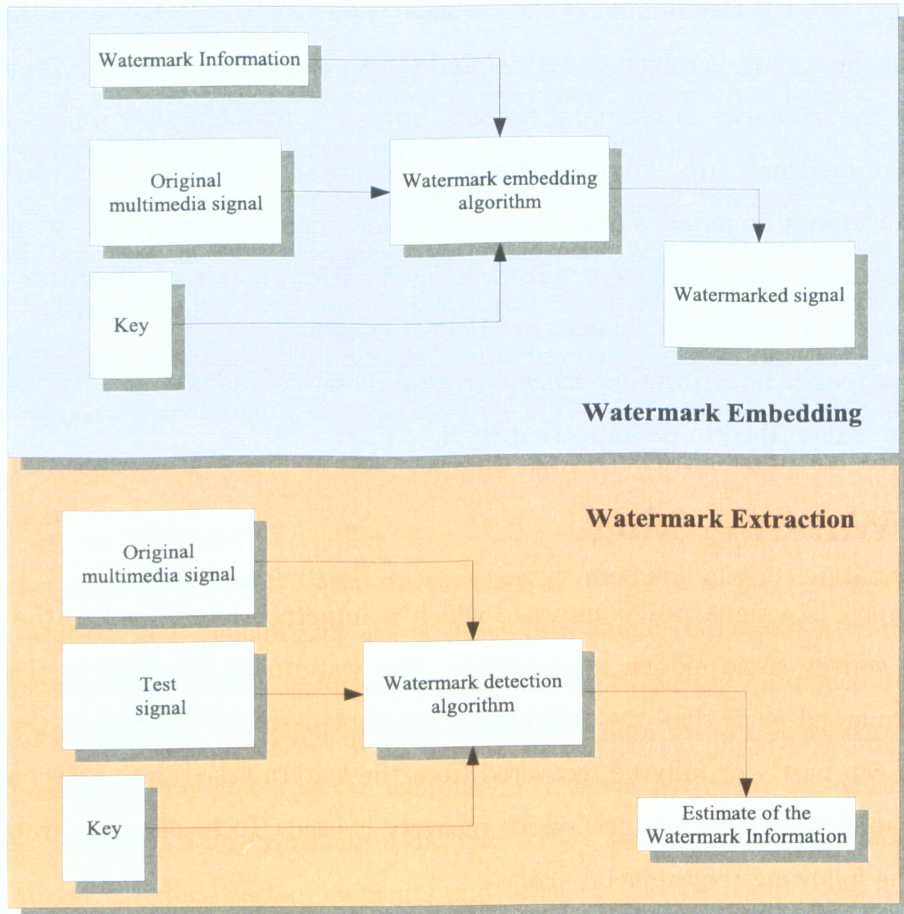 Watermark Information
Original
multimedia signal
Watermark embedding
algorithm
Key
Watermarked signal
Watermark Embedding
Watermark Extraction
Original
multimedia signal
Test
signal
Watermark detection
algorithm
Key
Estimate of the
Watermark Information